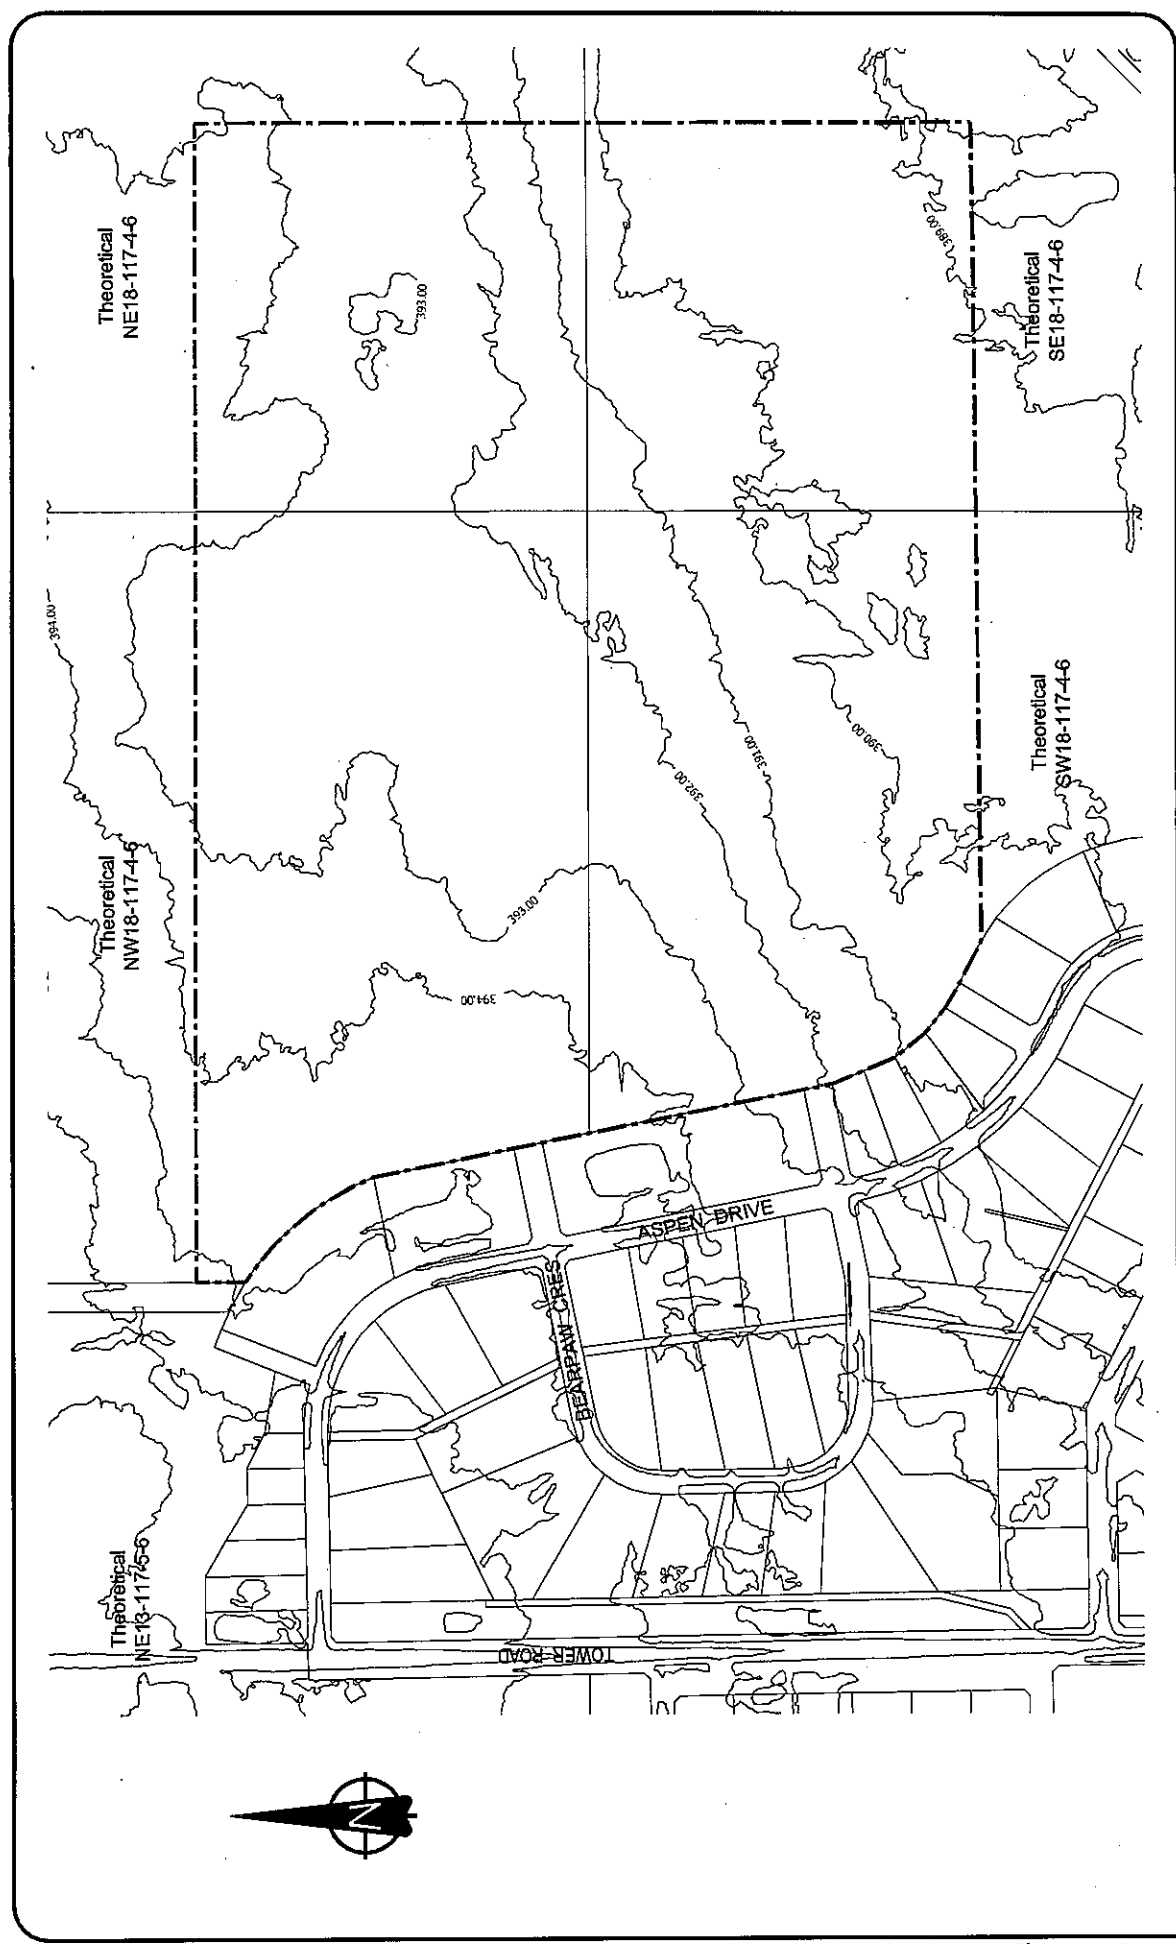 Theoretical
NE18-117-4-6
393.00
389.00
Theoretical
SE18-117-4-6
394.00
Theoretical
NW18-117-4-6
393.00
394.00
392.00
391.00
390.00
Theoretical
SW18-117-4-6
ASPEN DRIVE
BEARPAW CRES
Theoretical
NE13-117-5-6
TOWER ROAD
N